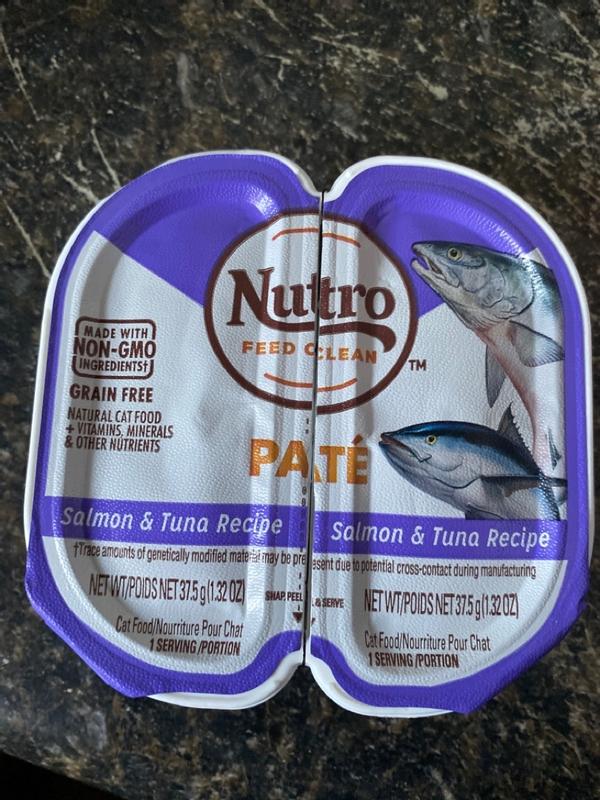 Nutro
FEED CLEAN
TM
MADE WITH
NON-GMO
INGREDIENTS†
GRAIN FREE
NATURAL CAT FOOD
+ VITAMINS, MINERALS
& OTHER NUTRIENTS
PATÉ
Salmon & Tuna Recipe
Salmon & Tuna Recipe
†Trace amounts of genetically modified material may be present due to potential cross-contact during manufacturing
NET WT/POIDS NET 37.5 g (1.32 OZ)
SNAP, PEEL & SERVE
NET WT/POIDS NET 37.5 g (1.32 OZ)
Cat Food/Nourriture Pour Chat
1 SERVING /PORTION
Cat Food/Nourriture Pour Chat
1 SERVING /PORTION